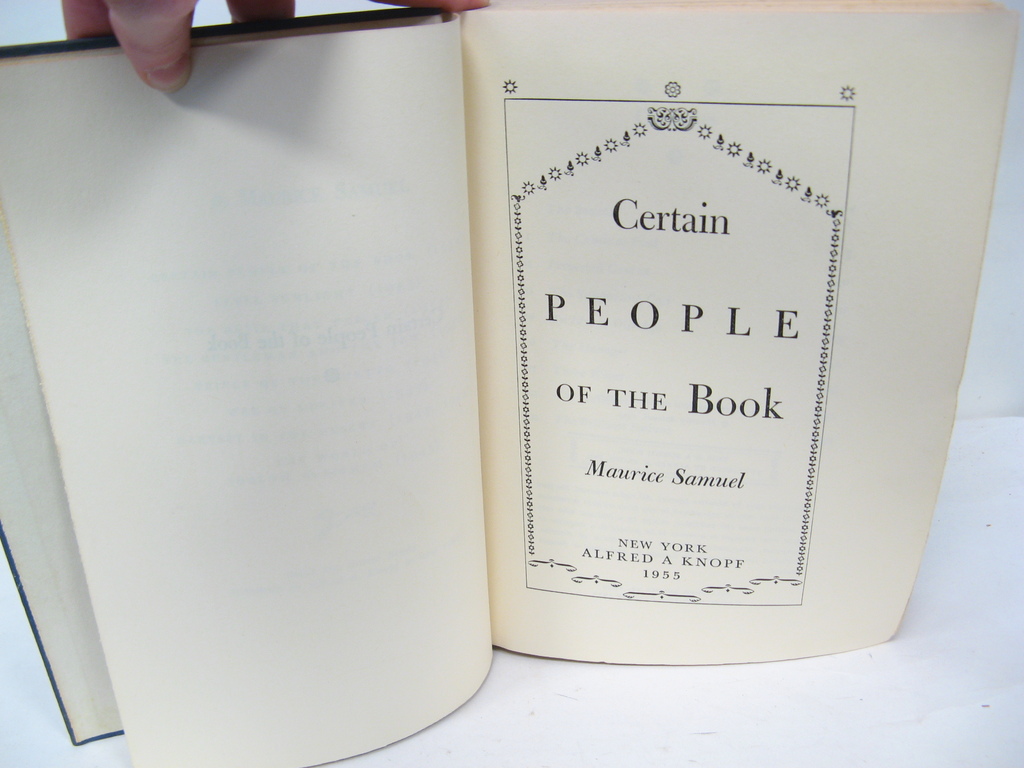 Certain
PEOPLE
OF THE Book
Maurice Samuel
NEW YORK
ALFRED A KNOPF
1955